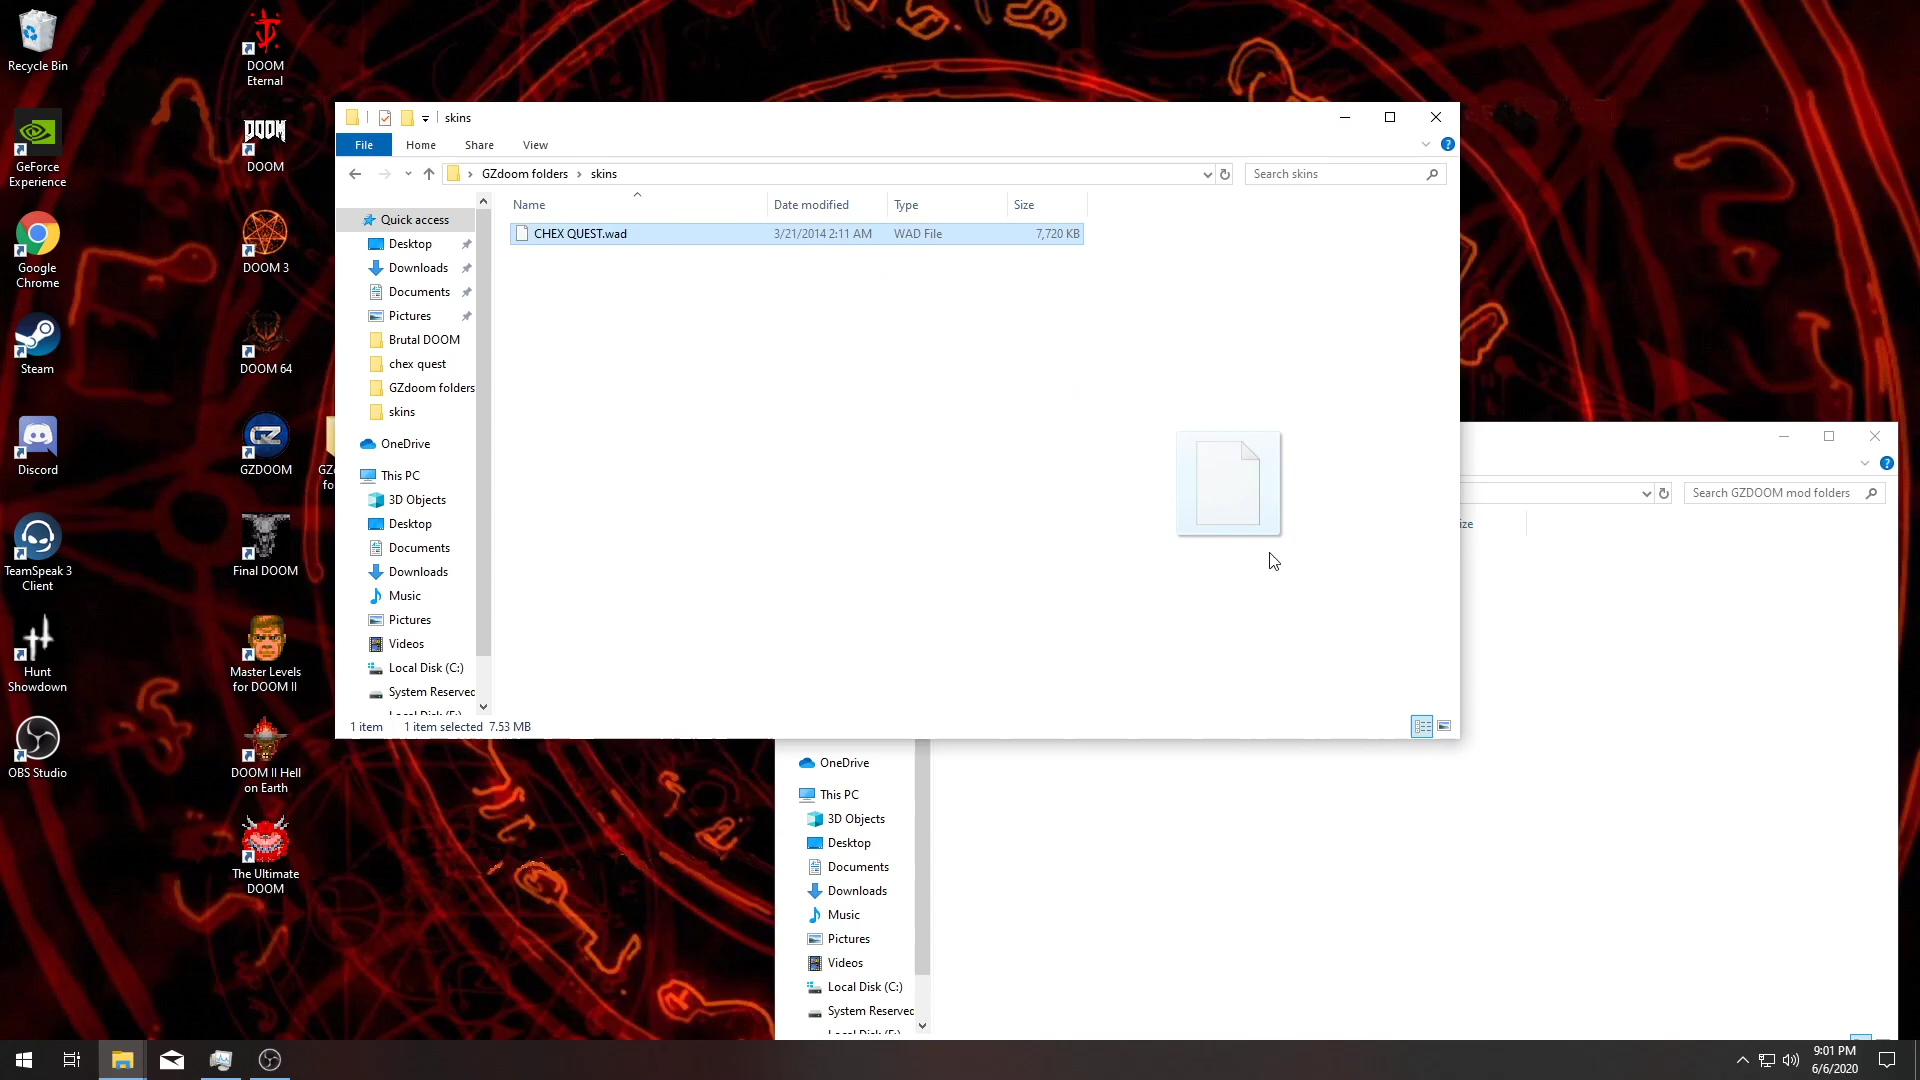 Recycle Bin
GeForce
Experience
Google
Chrome
Steam
Discord
TeamSpeak 3
Client
Hunt
Showdown
OBS Studio
DOOM
Eternal
DOOM
DOOM
DOOM 3
DOOM 64
GZ
GZDOOM
Final DOOM
Master Levels
for DOOM II
DOOM II Hell
on Earth
The Ultimate
DOOM
skins
File Home Share View
GZdoom folders › skins
Search skins
Name Date modified Type Size
CHEX QUEST.wad 3/21/2014 2:11 AM WAD File 7,720 KB
Quick access
Desktop
Downloads
Documents
Pictures
Brutal DOOM
chex quest
GZdoom folders
skins
OneDrive
This PC
3D Objects
Desktop
Documents
Downloads
Music
Pictures
Videos
Local Disk (C:)
System Reserved
1 item 1 item selected 7.53 MB
Search GZDOOM mod folders
ize
OneDrive
This PC
3D Objects
Desktop
Documents
Downloads
Music
Pictures
Videos
Local Disk (C:)
System Reserved
9:01 PM
6/6/2020